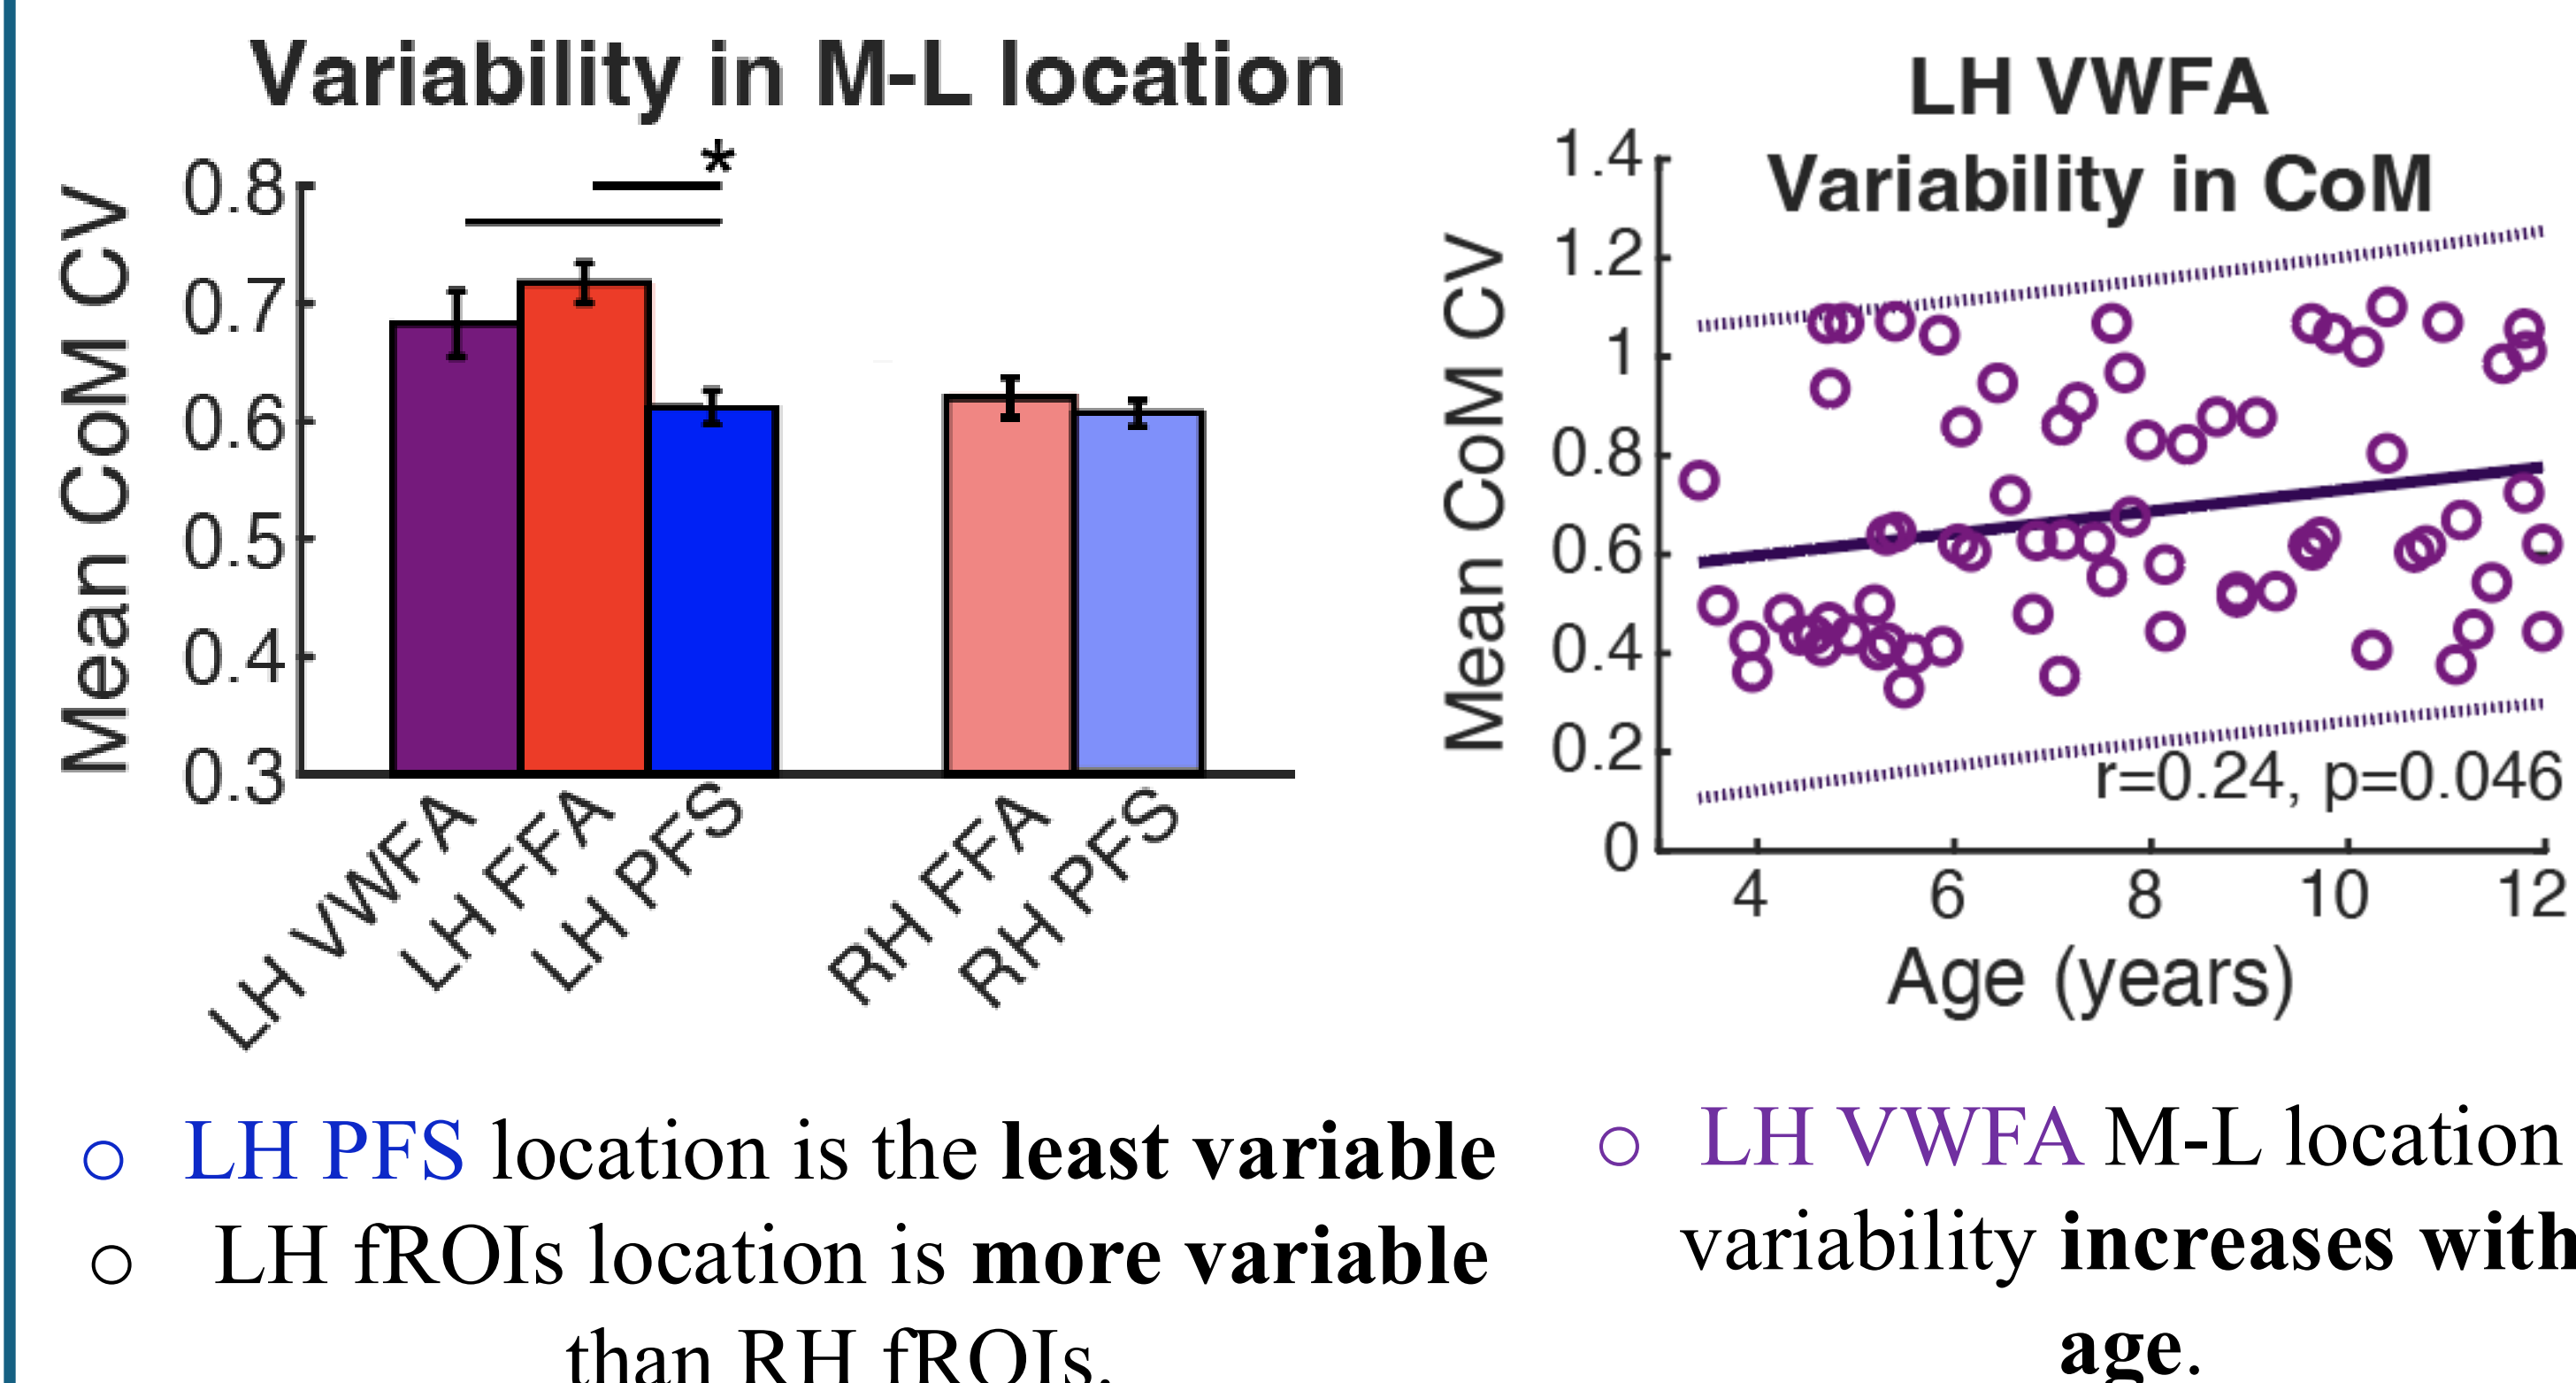 Variability in M-L location
*
Mean CoM CV
0.8
0.7
0.6
0.5
0.4
0.3
LH VWFA
LH FFA
LH PFS
RH FFA
RH PFS
LH VWFA
Variability in CoM
Mean CoM CV
1.4
1.2
1
0.8
0.6
0.4
0.2
0
r=0.24, p=0.046
4 6 8 10 12
Age (years)
○ LH PFS location is the least variable
○ LH fROIs location is more variable
than RH fROIs.
○ LH VWFA M-L location
variability increases with
age.